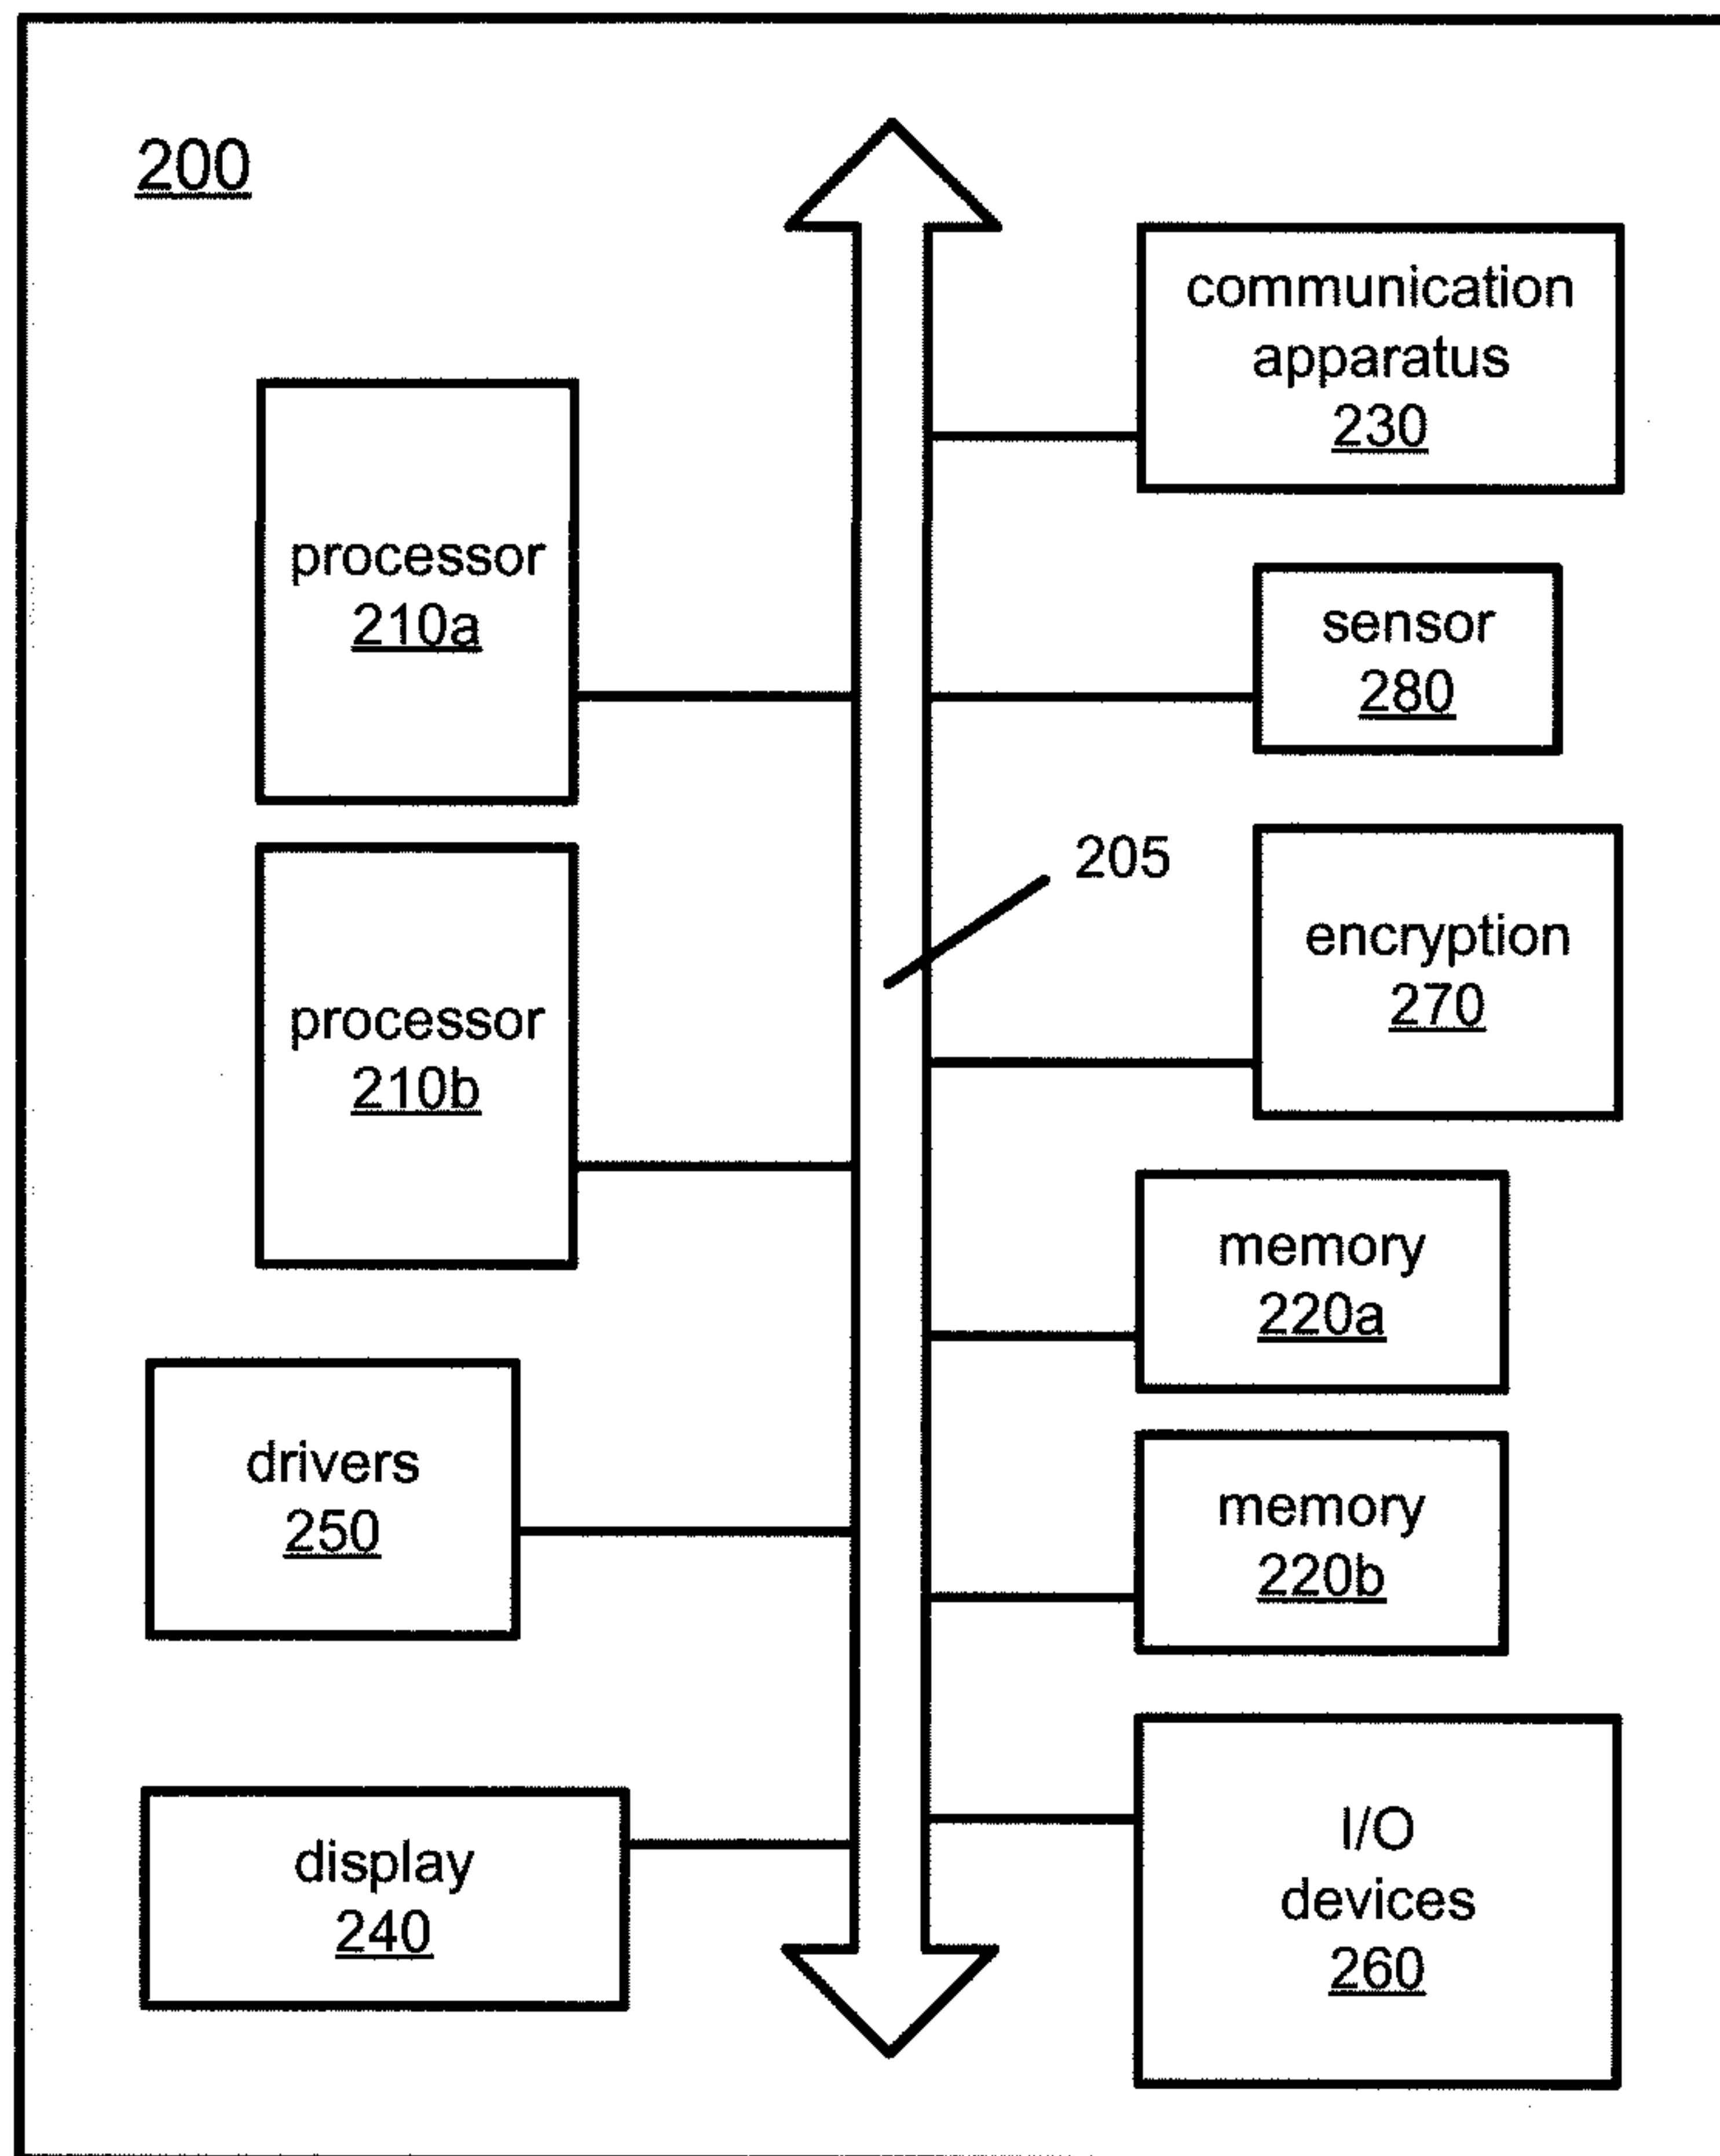 200
communication
apparatus
230
processor
210a
sensor
280
205
encryption
270
processor
210b
memory
220a
drivers
250
memory
220b
I/O
devices
260
display
240